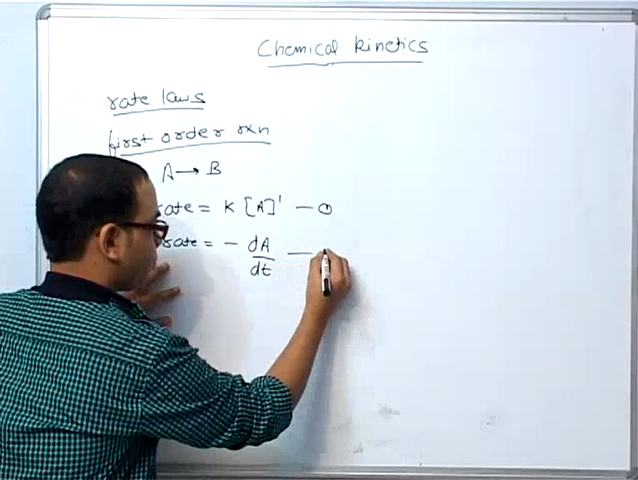 Chemical kinetics
rate laws
first order rxn
A → B
rate = K [A]¹ — ①
rate = - dA/dt —